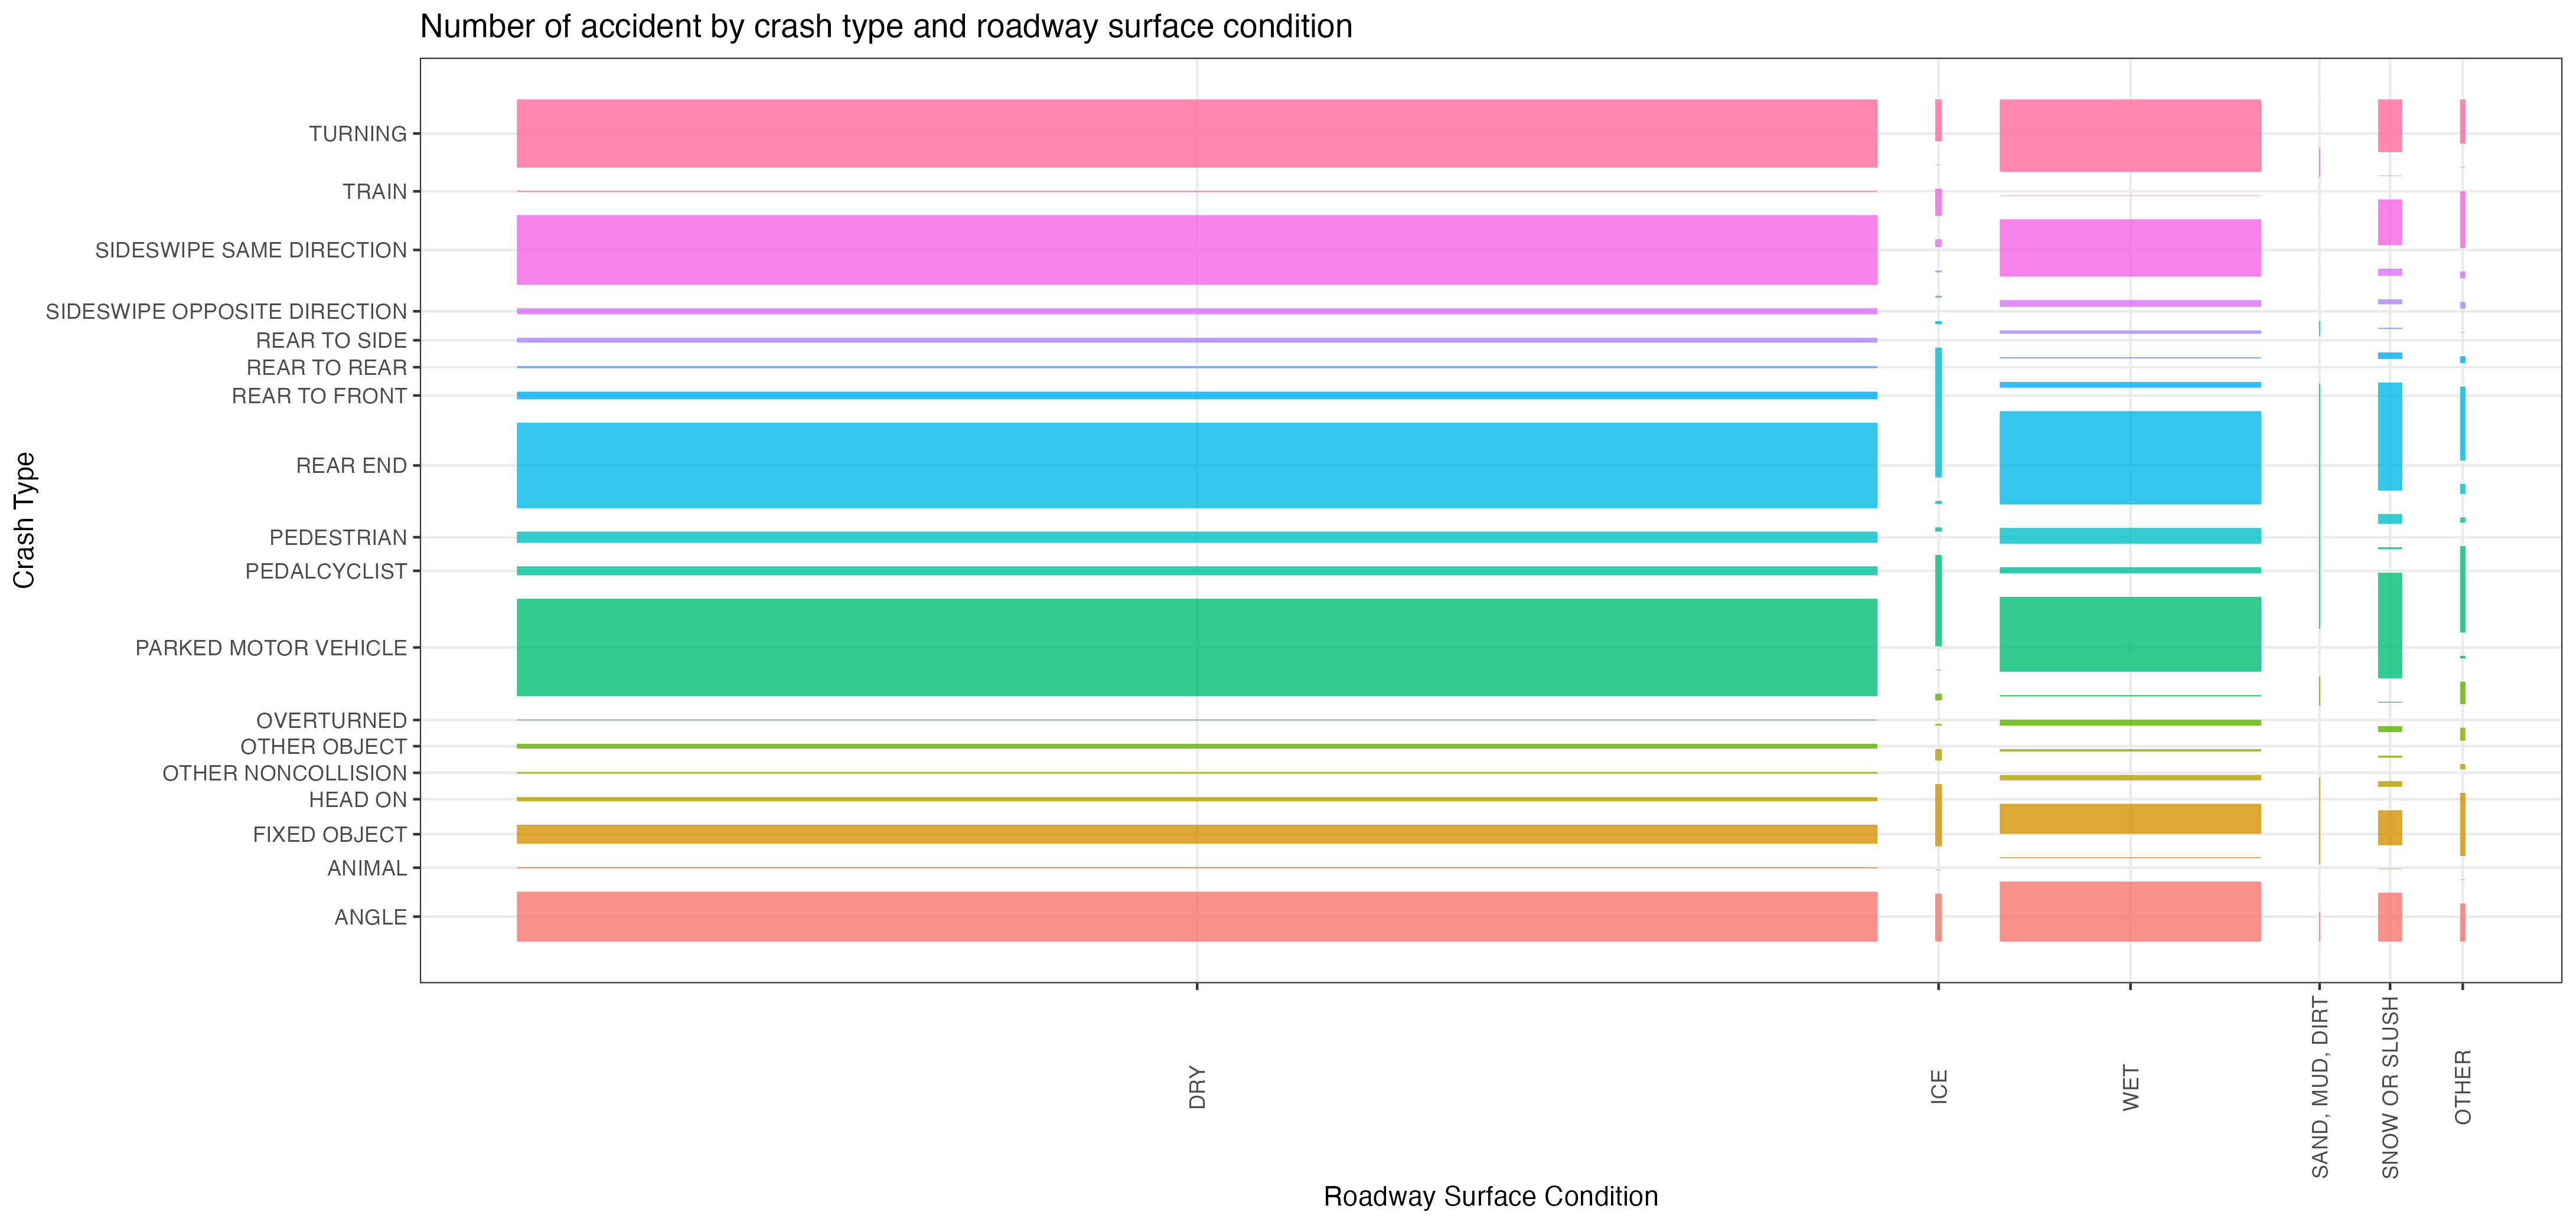 Number of accident by crash type and roadway surface condition
Crash Type
TURNING
TRAIN
SIDESWIPE SAME DIRECTION
SIDESWIPE OPPOSITE DIRECTION
REAR TO SIDE
REAR TO REAR
REAR TO FRONT
REAR END
PEDESTRIAN
PEDALCYCLIST
PARKED MOTOR VEHICLE
OVERTURNED
OTHER OBJECT
OTHER NONCOLLISION
HEAD ON
FIXED OBJECT
ANIMAL
ANGLE
DRY
ICE
WET
SAND, MUD, DIRT
SNOW OR SLUSH
OTHER
Roadway Surface Condition